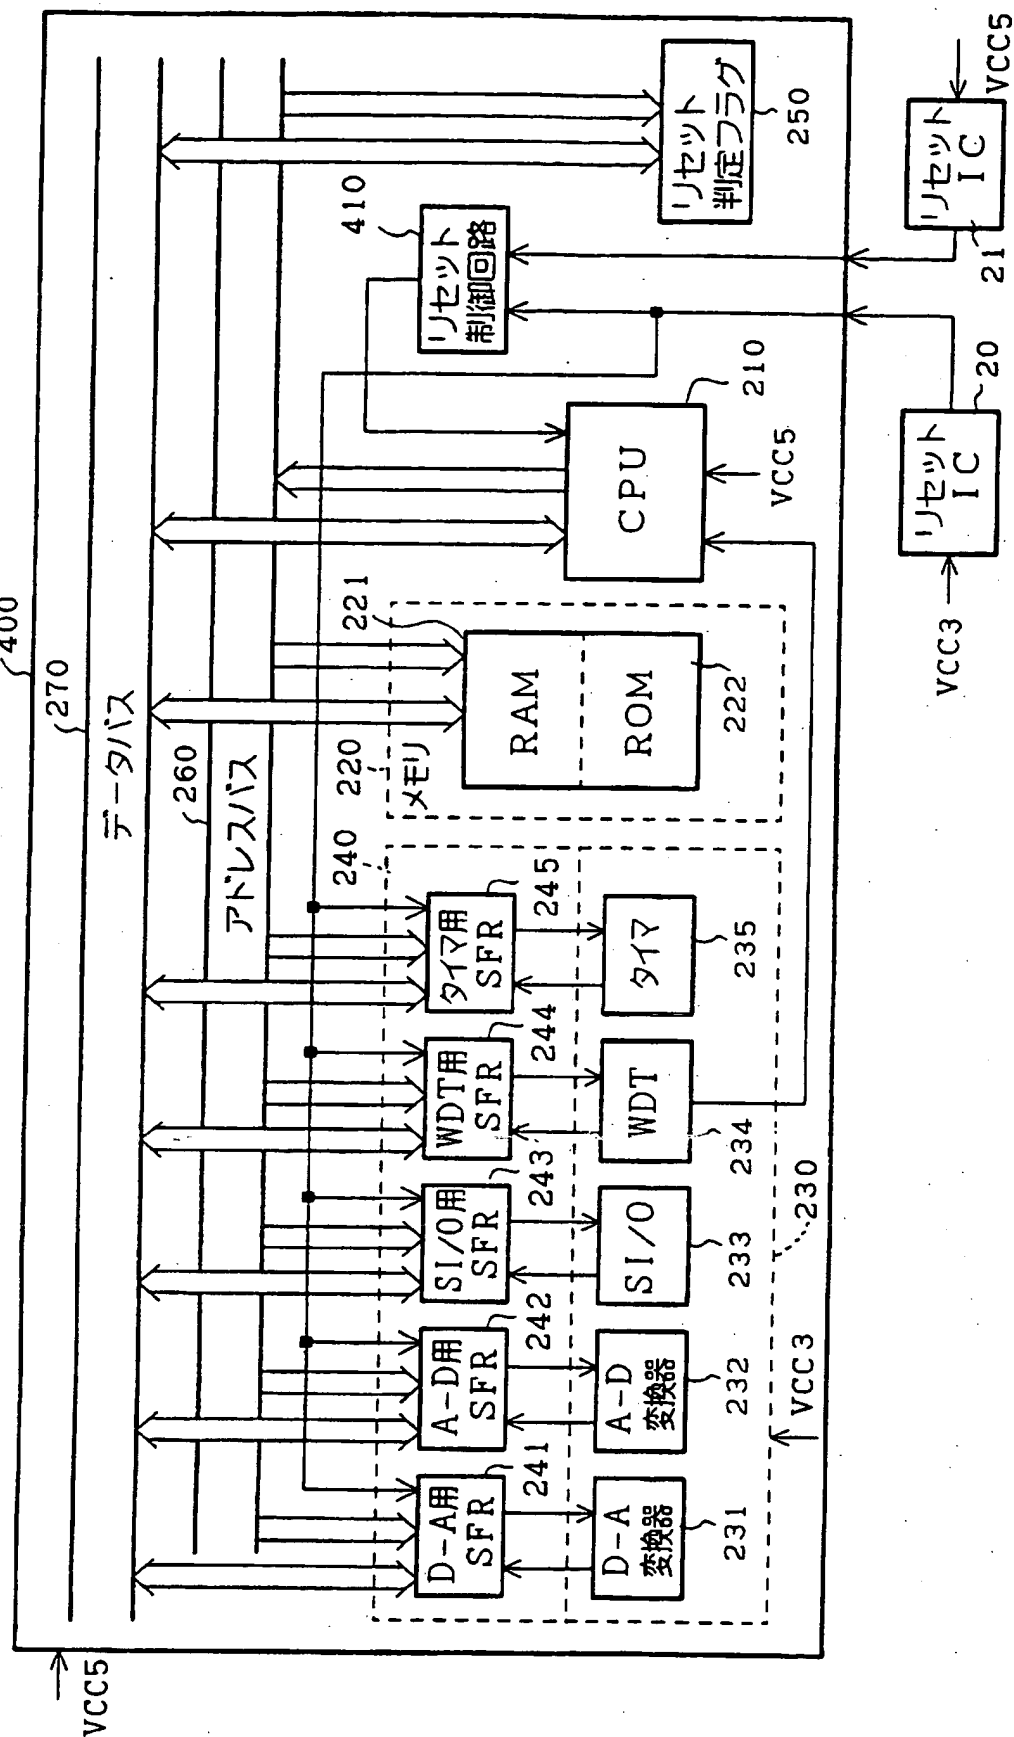 400
270
データバス
260
アドレスバス
VCC5
240
D-A用
SFR
241
A-D用
SFR
242
SI/O用
SFR
243
WDT用
SFR
244
タイマ用
SFR
245
D-A
変換器
231
A-D
変換器
232
SI/O
233
WDT
234
タイマ
235
230
VCC3
220
メモリ
221
RAM
ROM
222
CPU
210
VCC5
410
リセット
制御回路
リセット
判定フラグ
250
リセット
IC
20
VCC3
リセット
IC
21
VCC5